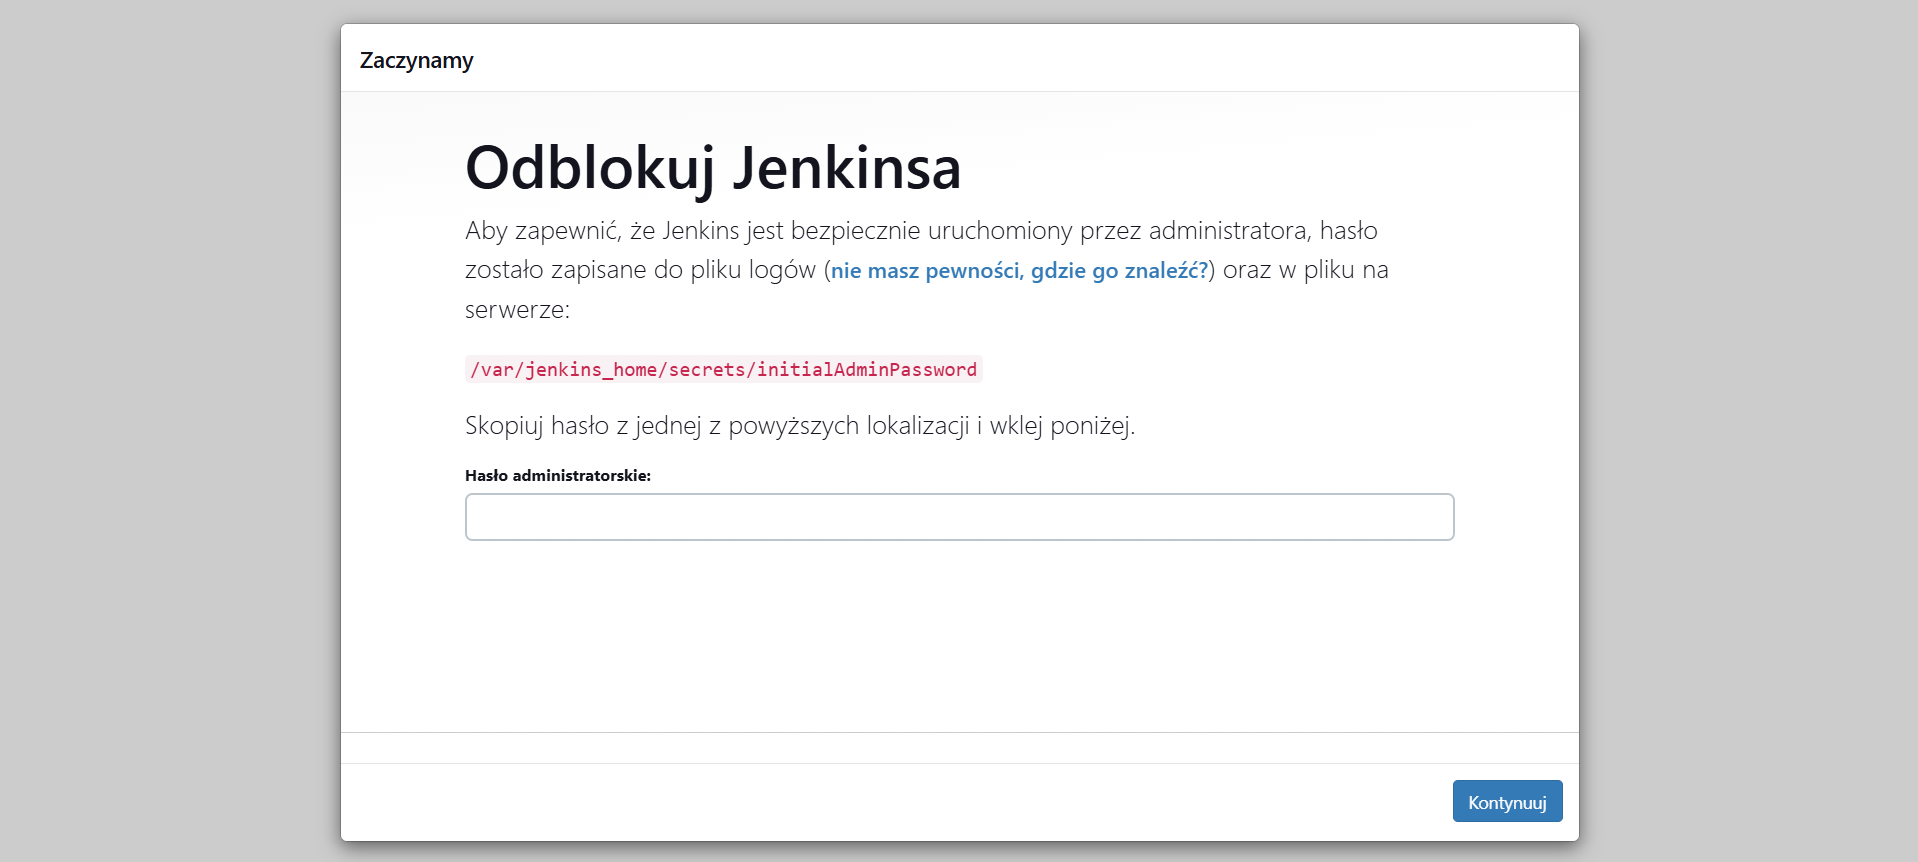 Zaczynamy
Odblokuj Jenkinsa
Aby zapewnić, że Jenkins jest bezpiecznie uruchomiony przez administratora, hasło
zostało zapisane do pliku logów (nie masz pewności, gdzie go znaleźć?) oraz w pliku na
serwerze:
/var/jenkins_home/secrets/initialAdminPassword
Skopiuj hasło z jednej z powyższych lokalizacji i wklej poniżej.
Hasło administratorskie:
Kontynuuj